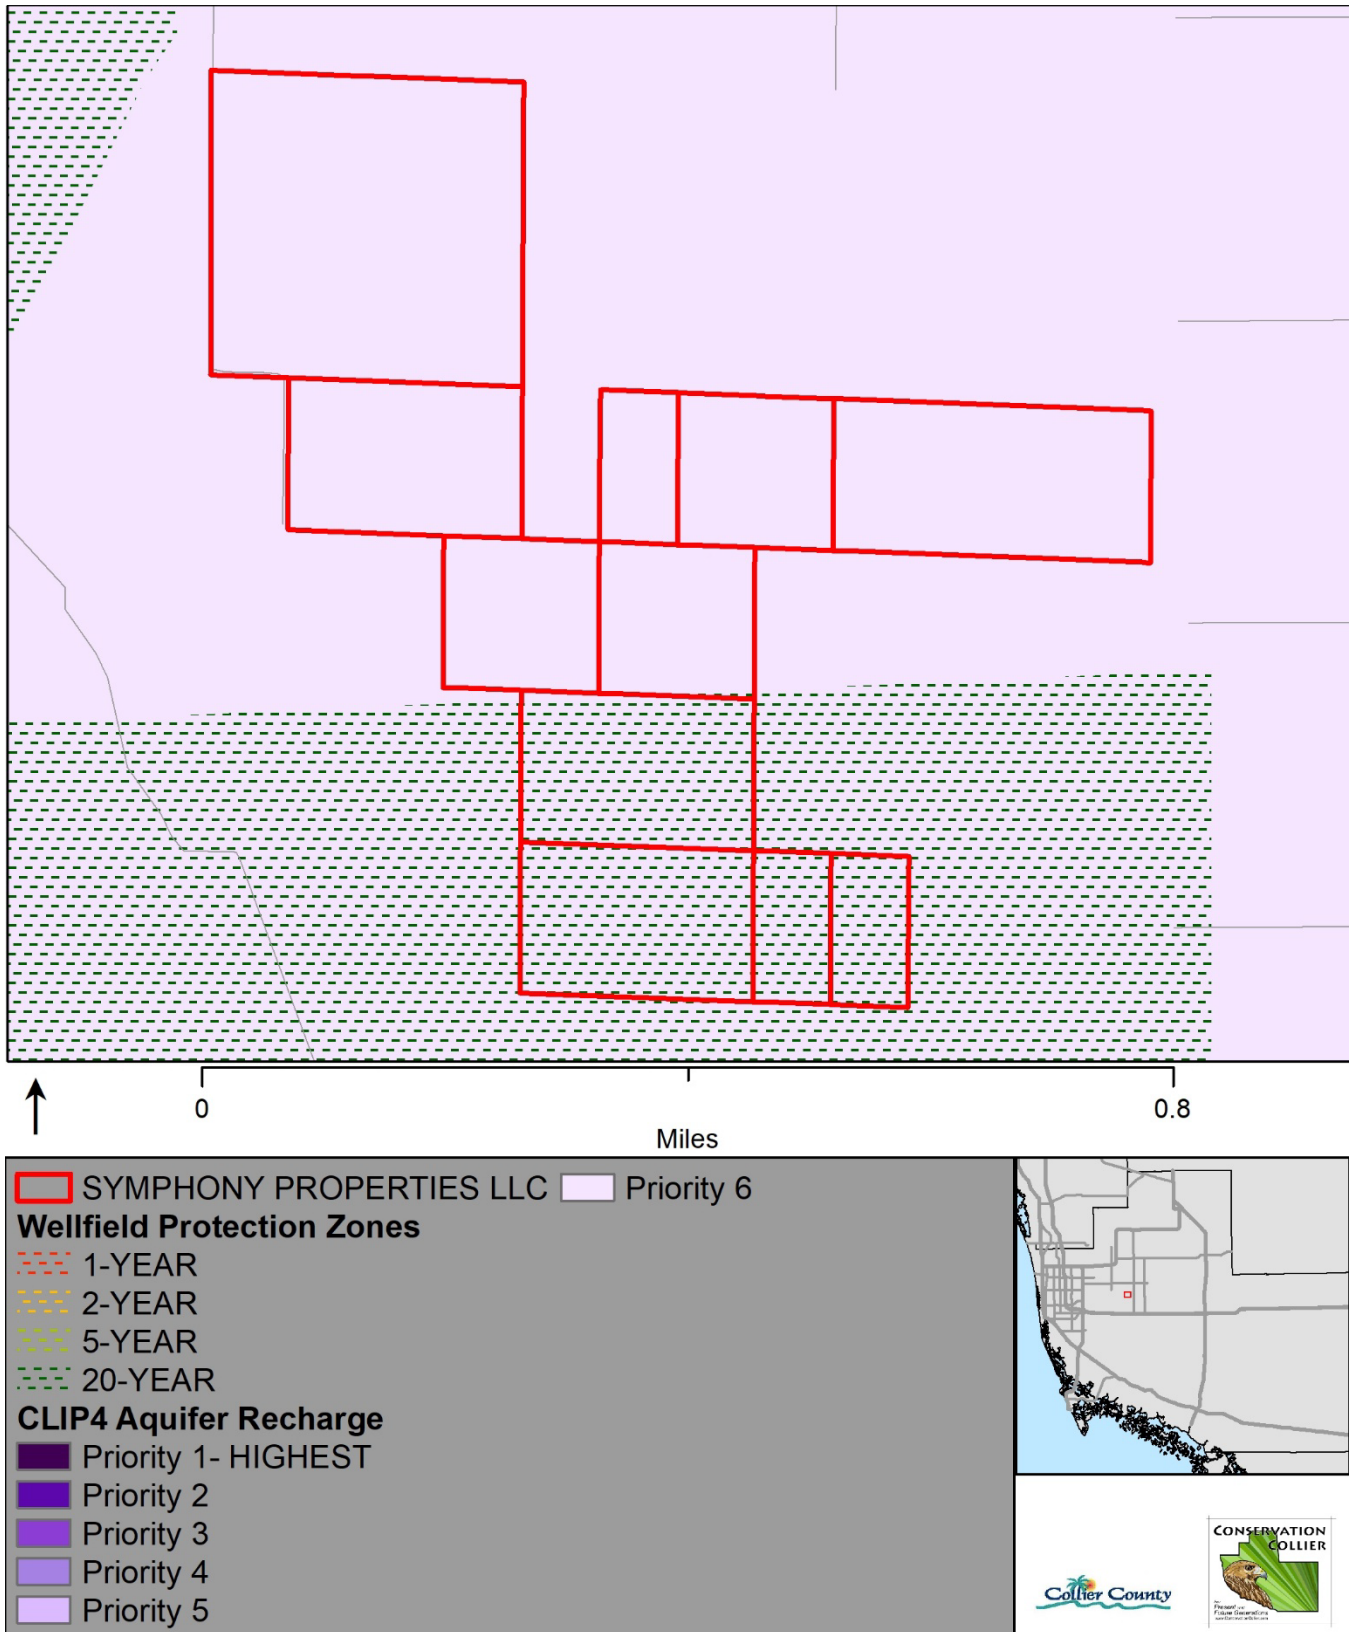 0
0.8
Miles
SYMPHONY PROPERTIES LLC Priority 6
Wellfield Protection Zones
1-YEAR
2-YEAR
5-YEAR
20-YEAR
CLIP4 Aquifer Recharge
Priority 1- HIGHEST
Priority 2
Priority 3
Priority 4
Priority 5
Collier County
CONSERVATION
COLLIER
Future Generations